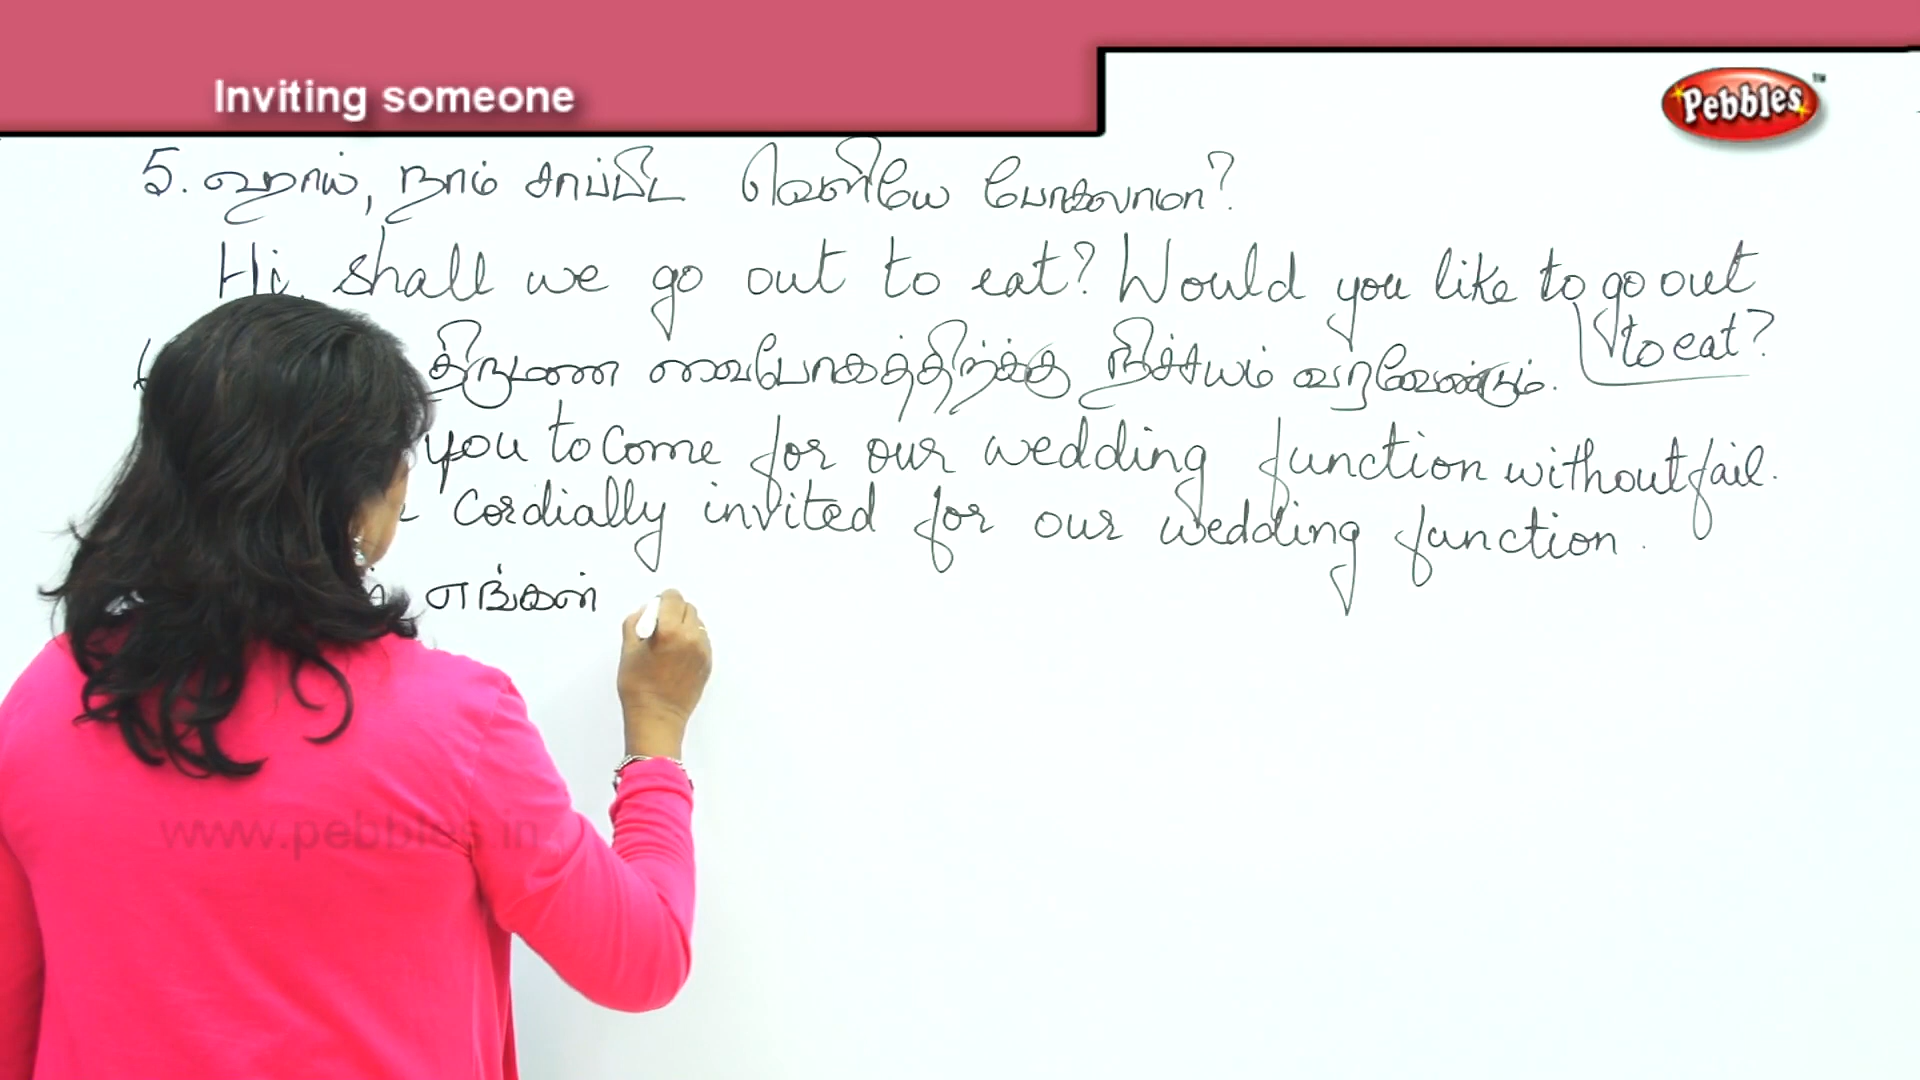 Inviting someone
Pebbles™
5. ஹாய், நாம் சாப்பிட வெளியே போகலாமா?
Hi, shall we go out to eat? Would you like to go out
to eat?
திருமண வைபோகத்திற்க்கு நிச்சயம் வரவேண்டும்.
you to come for our wedding function without fail.
cordially invited for our wedding function.
எங்கள்
www.pebbles.in